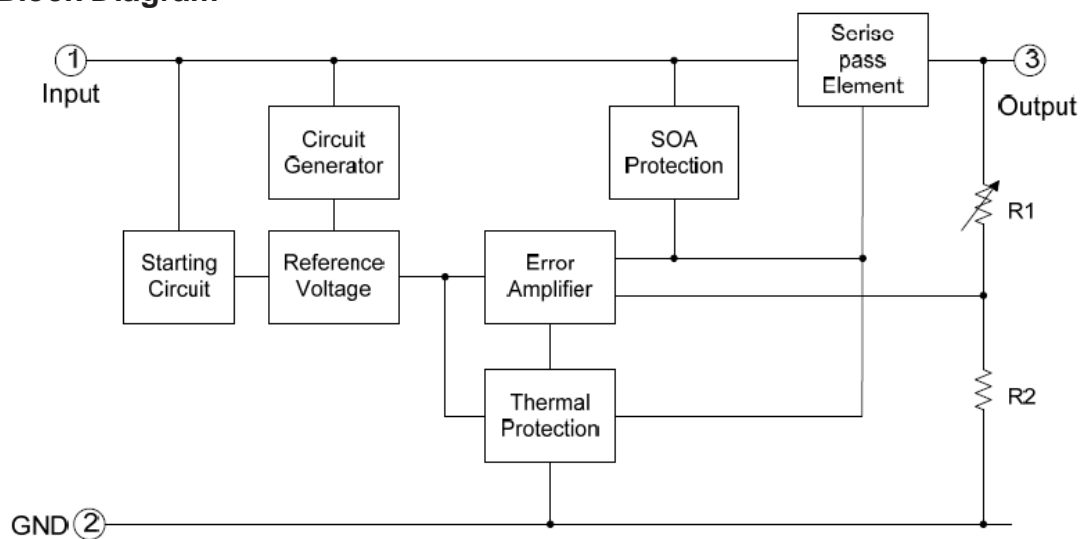 Block Diagram
Serise
pass
Element
1
Input
3
Output
Circuit
Generator
SOA
Protection
R1
Starting
Circuit
Reference
Voltage
Error
Amplifier
Thermal
Protection
R2
GND 2